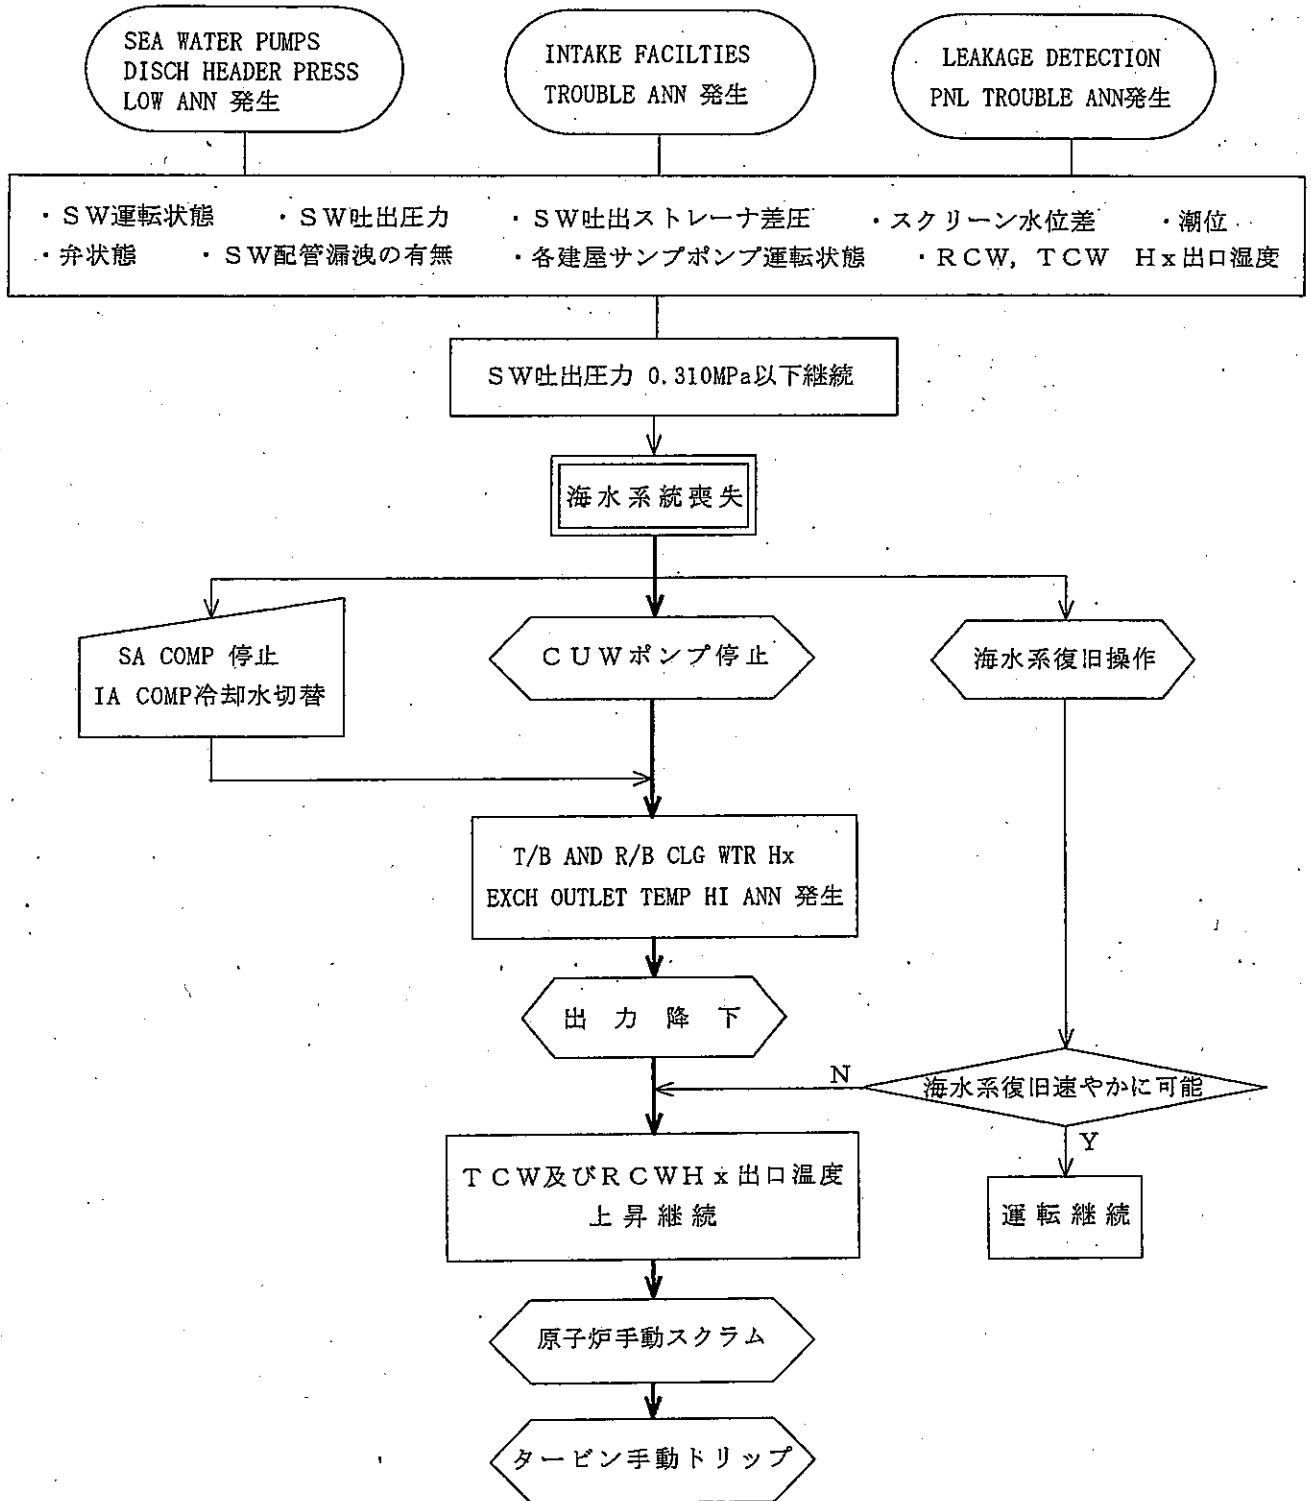 SEA WATER PUMPS
DISCH HEADER PRESS
LOW ANN 発生
INTAKE FACILTIES
TROUBLE ANN 発生
LEAKAGE DETECTION
PNL TROUBLE ANN発生
・ＳＷ運転状態 ・ＳＷ吐出圧力 ・ＳＷ吐出ストレーナ差圧 ・スクリーン水位差 ・潮位
・弁状態 ・ＳＷ配管漏洩の有無 ・各建屋サンプポンプ運転状態 ・ＲＣＷ，ＴＣＷ Ｈｘ出口湿度
ＳＷ吐出圧力 0.310MPa以下継続
海水系統喪失
SA COMP 停止
IA COMP冷却水切替
ＣＵＷポンプ停止
海水系復旧操作
T/B AND R/B CLG WTR Hx
EXCH OUTLET TEMP HI ANN 発生
出力降下
N
海水系復旧速やかに可能
Y
ＴＣＷ及びＲＣＷＨｘ出口温度
上昇継続
運転継続
原子炉手動スクラム
タービン手動ドリップ